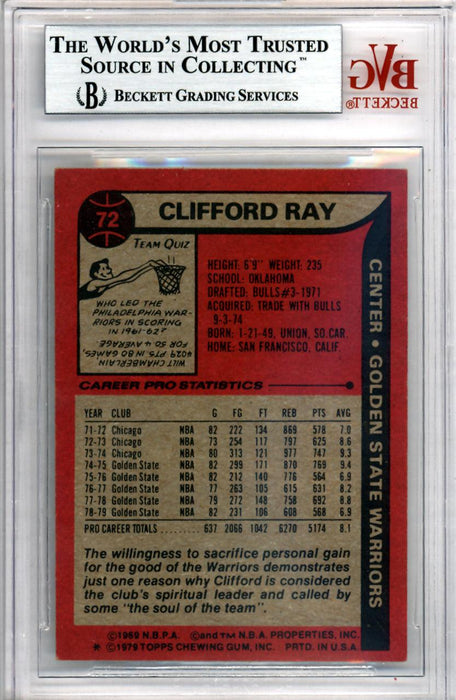 THE WORLD'S MOST TRUSTED
SOURCE IN COLLECTING™
B BECKETT GRADING SERVICES
BVG
BECKETT®
72
CLIFFORD RAY
TEAM QUIZ
WHO LED THE
PHILADELPHIA WAR-
RIORS IN SCORING
IN 1961-62?
WILT CHAMBERLAIN,
4029 PTS. IN 80 GAMES,
FOR 50.4 AVERAGE
HEIGHT: 6'9" WEIGHT: 235
SCHOOL: OKLAHOMA
DRAFTED: BULLS#3-1971
ACQUIRED: TRADE WITH BULLS
9-3-74
BORN: 1-21-49, UNION, SO.CAR.
HOME: SAN FRANCISCO, CALIF.
CENTER • GOLDEN STATE WARRIORS
CAREER PRO STATISTICS
YEAR CLUB G FG FT REB PTS AVG
71-72 Chicago NBA 82 222 134 869 578 7.0
72-73 Chicago NBA 73 254 117 797 625 8.6
73-74 Chicago NBA 80 313 121 977 747 9.3
74-75 Golden State NBA 82 299 171 870 769 9.4
75-76 Golden State NBA 82 212 140 776 564 6.9
76-77 Golden State NBA 77 263 105 615 631 8.2
77-78 Golden State NBA 79 272 148 758 692 8.8
78-79 Golden State NBA 82 231 106 608 568 6.9
PRO CAREER TOTALS 637 2066 1042 6270 5174 8.1
The willingness to sacrifice personal gain
for the good of the Warriors demonstrates
just one reason why Clifford is considered
the club's spiritual leader and called by
some "the soul of the team".
©1969 N.B.P.A. ©and TM N.B.A. PROPERTIES, INC.
* ©1979 TOPPS CHEWING GUM, INC. PRTD. IN U.S.A.